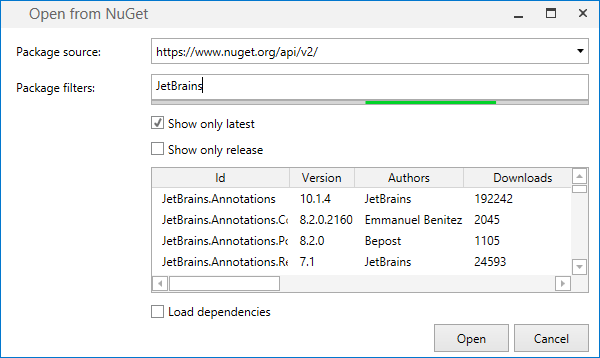 Open from NuGet
Package source: https://www.nuget.org/api/v2/
Package filters: JetBrains
Show only latest
Show only release
Id Version Authors Downloads
JetBrains.Annotations 10.1.4 JetBrains 192242
JetBrains.Annotations.Co 8.2.0.2160 Emmanuel Benitez 2045
JetBrains.Annotations.Po 8.2.0 Bepost 1105
JetBrains.Annotations.Re 7.1 JetBrains 24593
Load dependencies
Open Cancel